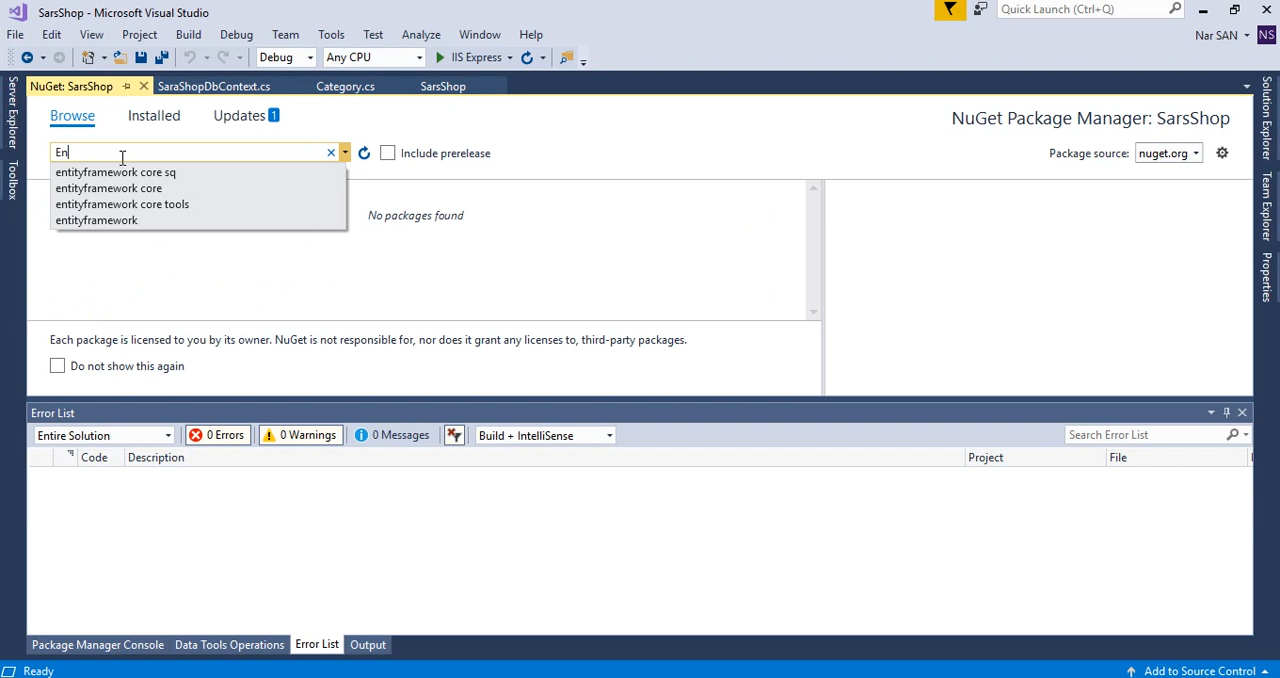 SarsShop - Microsoft Visual Studio
Quick Launch (Ctrl+Q)
File Edit View Project Build Debug Team Tools Test Analyze Window Help
Nar SAN NS
Debug Any CPU IIS Express
NuGet: SarsShop SaraShopDbContext.cs Category.cs SarsShop
Server Explorer
Toolbox
Solution Explorer
Team Explorer
Properties
Browse Installed Updates 1
NuGet Package Manager: SarsShop
En
Include prerelease
Package source: nuget.org
entityframework core sq
entityframework core
entityframework core tools
entityframework
No packages found
Each package is licensed to you by its owner. NuGet is not responsible for, nor does it grant any licenses to, third-party packages.
Do not show this again
Error List
Entire Solution 0 Errors 0 Warnings 0 Messages Build + IntelliSense
Search Error List
Code Description Project File
Package Manager Console Data Tools Operations Error List Output
Ready
Add to Source Control